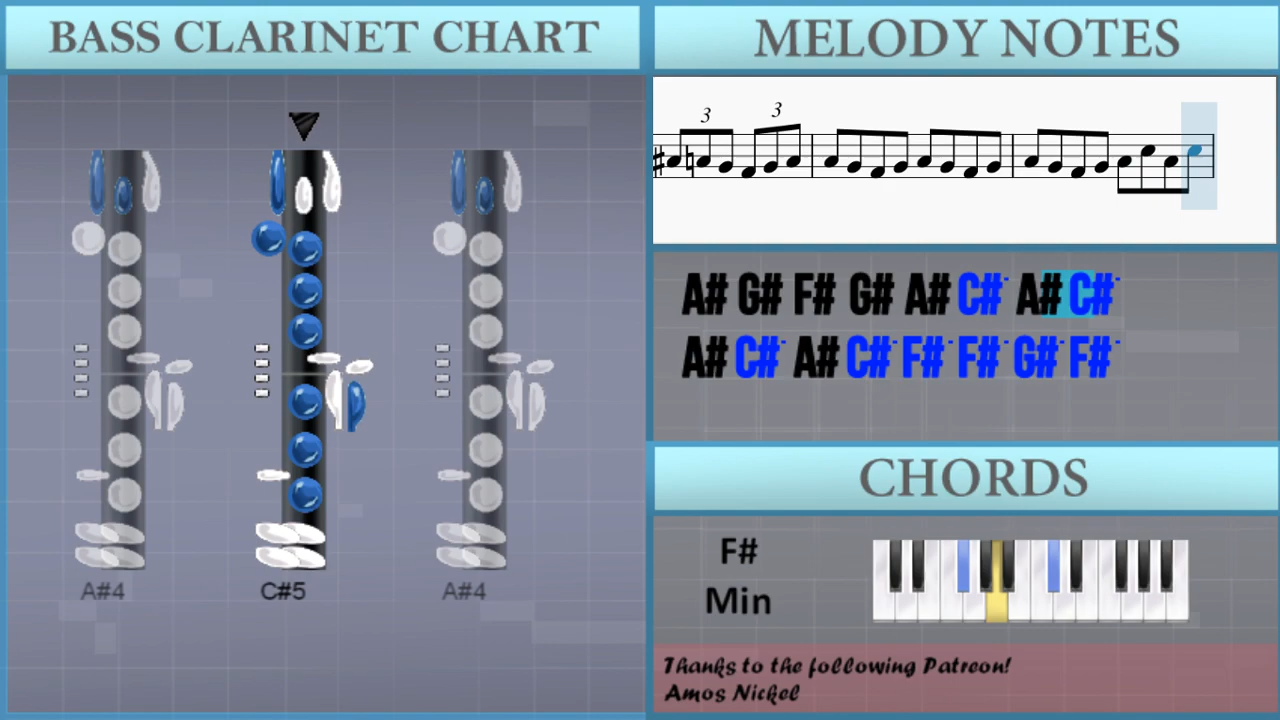 BASS CLARINET CHART
A#4
C#5
A#4
MELODY NOTES
3
3
A# G# F# G# A# C#˙ A# C#˙
A# C#˙ A# C#˙ F#˙ F#˙ G#˙ F#˙
CHORDS
F#
Min
Thanks to the following Patreon!
Amos Nickel